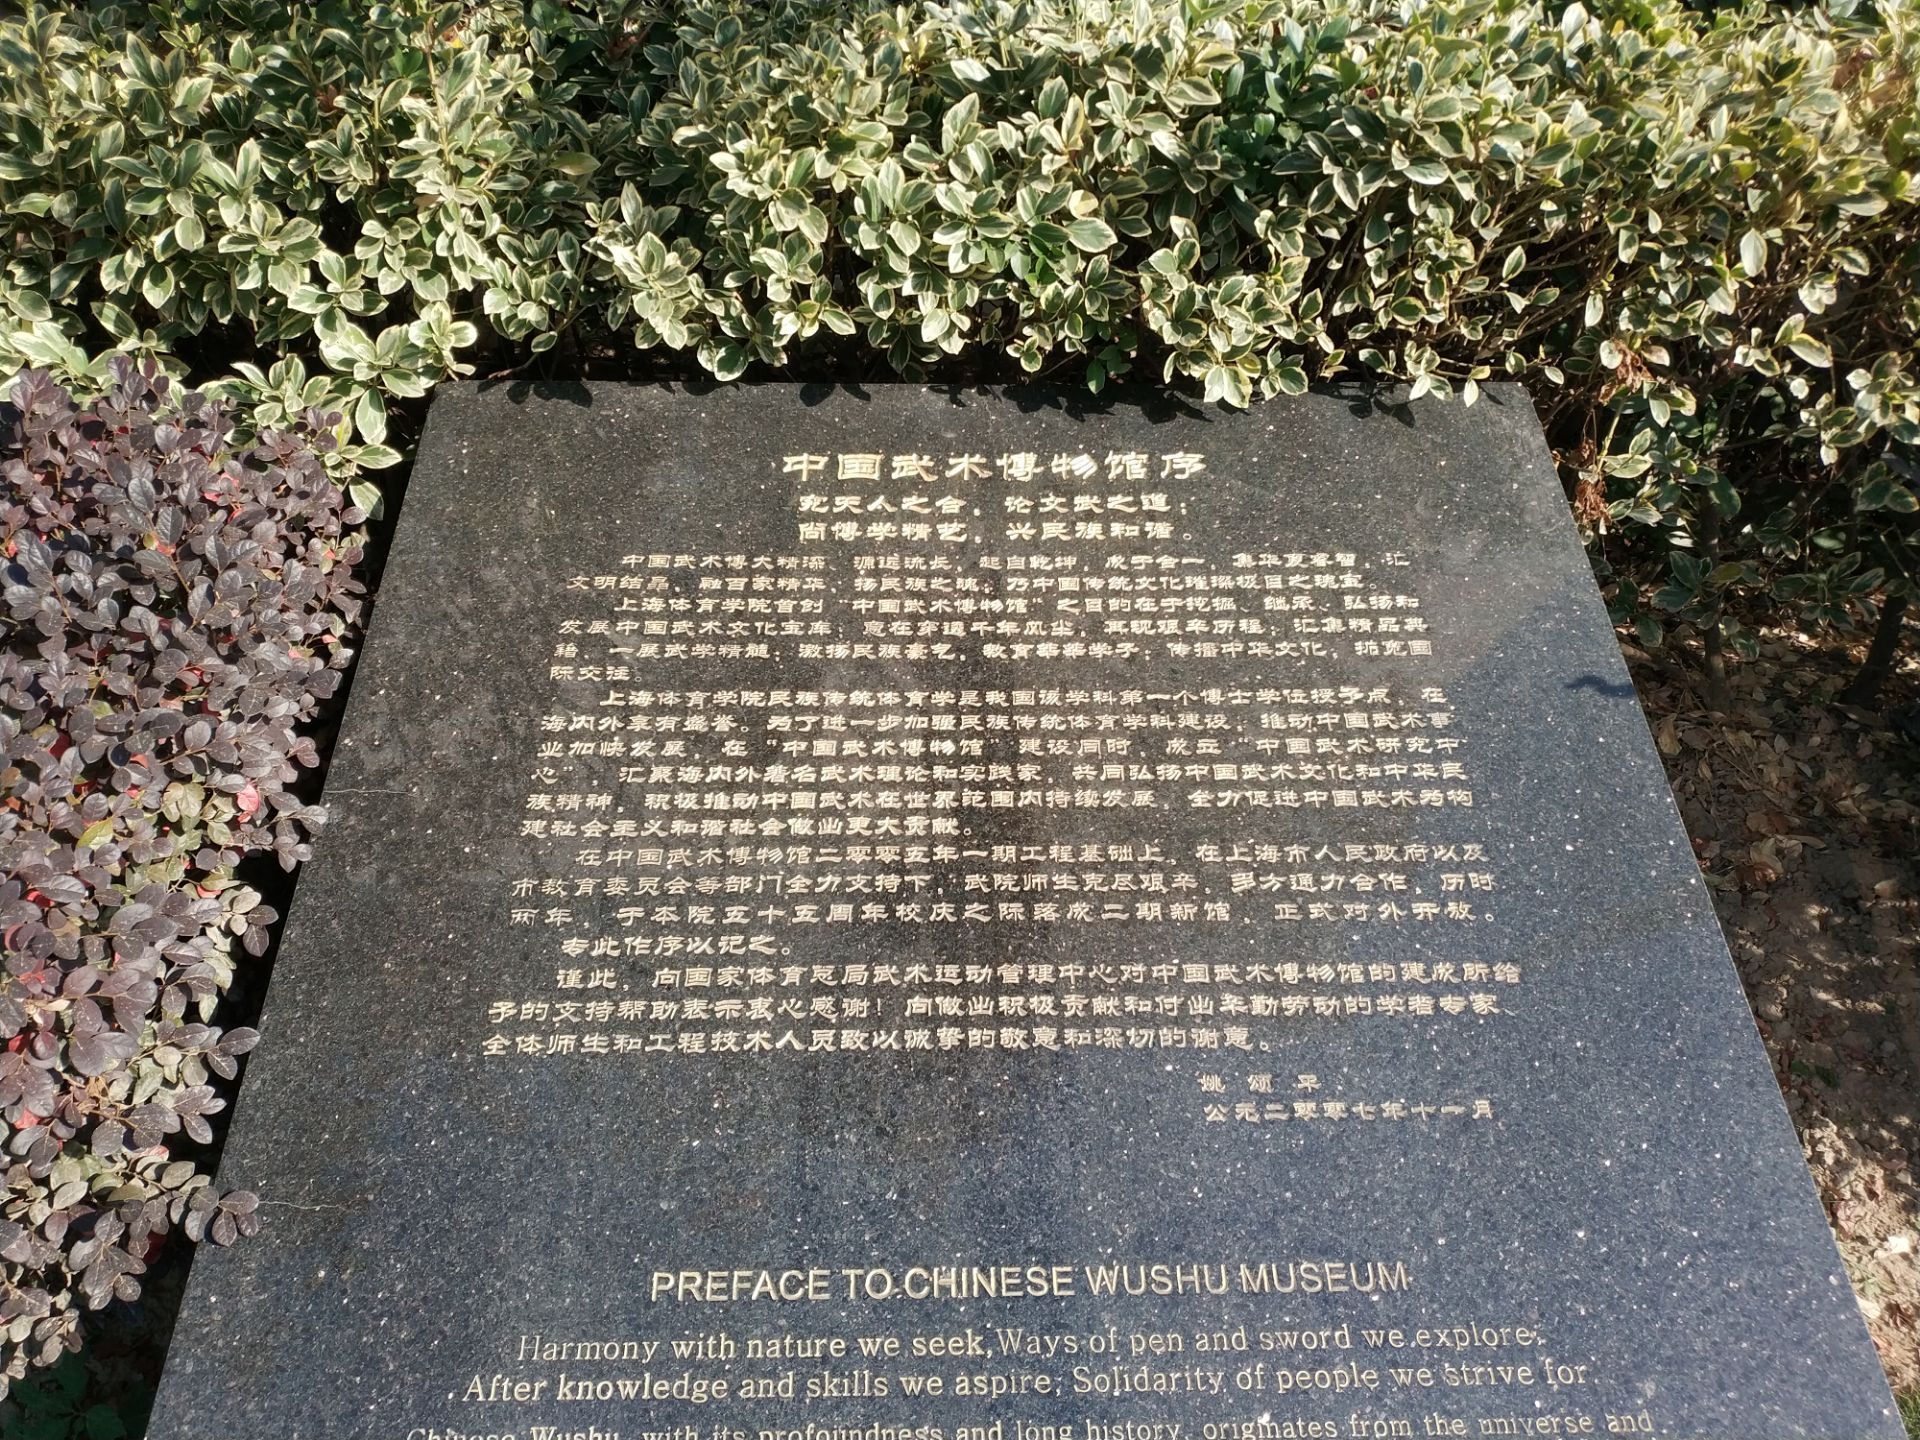 中国武术博物馆序
究天人之合，论文武之道；
尚博学精艺，兴民族和谐。
中国武术博大精深、源远流长，起自乾坤，成于合一，集华夏睿智，汇
文明结晶，融百家精华，扬民族之魂。乃中国传统文化璀璨极目之瑰宝。
上海体育学院首创“中国武术博物馆”之目的在于挖掘、继承、弘扬和
发展中国武术文化宝库；意在穿越千年风尘，再现艰辛历程；汇集精品典
籍，一展武学精髓；激扬民族豪气，教育莘莘学子；传播中华文化，拓宽国
际交往。
上海体育学院民族传统体育学是我国该学科第一个博士学位授予点，在
海内外享有盛誉。为了进一步加强民族传统体育学科建设，推动中国武术事
业加快发展，在“中国武术博物馆”建设同时，成立“中国武术研究中
心”，汇聚海内外著名武术理论和实践家，共同弘扬中国武术文化和中华民
族精神，积极推动中国武术在世界范围内持续发展，全力促进中国武术为构
建社会主义和谐社会做出更大贡献。
在中国武术博物馆二零零五年一期工程基础上，在上海市人民政府以及
市教育委员会等部门全力支持下，武院师生克尽艰辛，多方通力合作，历时
两年，于本院五十五周年校庆之际落成二期新馆，正式对外开放。
专此作序以记之。
谨此，向国家体育总局武术运动管理中心对中国武术博物馆的建成所给
予的支持帮助表示衷心感谢！向做出积极贡献和付出辛勤劳动的学者专家、
全体师生和工程技术人员致以诚挚的敬意和深切的谢意。
姚颂平
公元二零零七年十一月
PREFACE TO CHINESE WUSHU MUSEUM
Harmony with nature we seek, Ways of pen and sword we explore;
After knowledge and skills we aspire, Solidarity of people we strive for.
Chinese Wushu, with its profoundness and long history, originates from the universe and